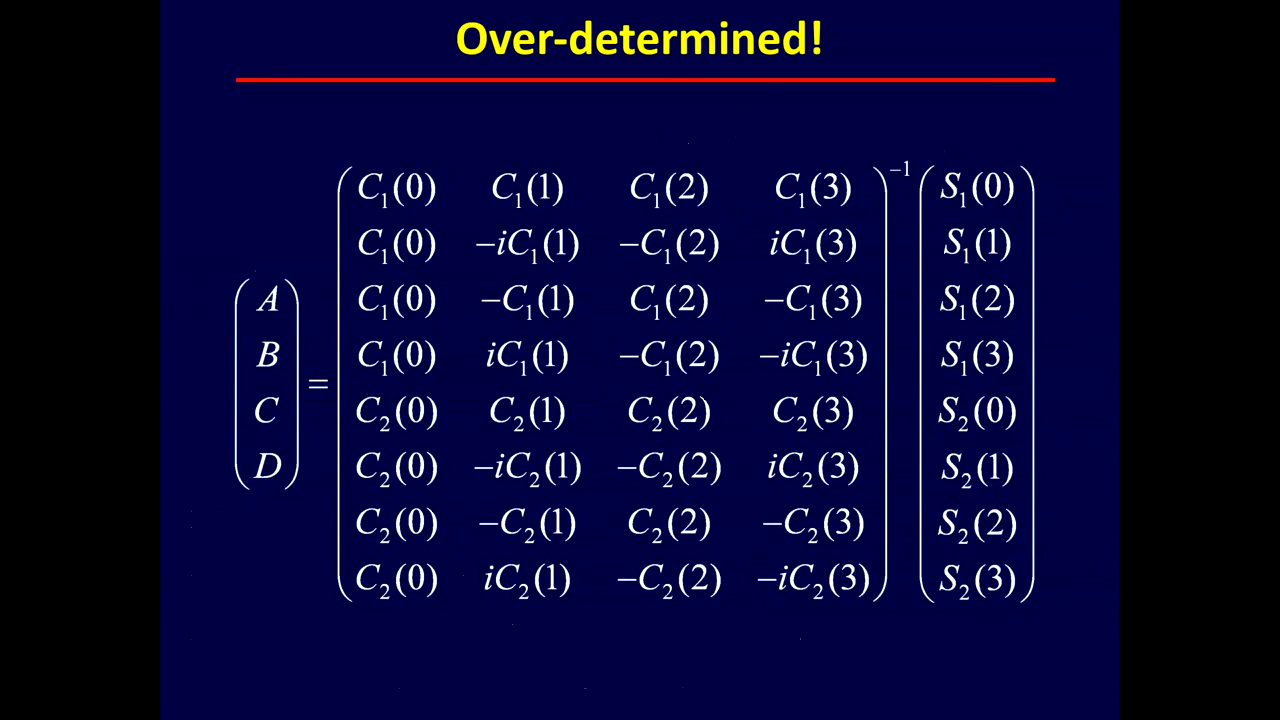 Over-determined!
C₁(0) C₁(1) C₁(2) C₁(3) −1 S₁(0)
C₁(0) −iC₁(1) −C₁(2) iC₁(3) S₁(1)
A C₁(0) −C₁(1) C₁(2) −C₁(3) S₁(2)
B C₁(0) iC₁(1) −C₁(2) −iC₁(3) S₁(3)
=
C C₂(0) C₂(1) C₂(2) C₂(3) S₂(0)
D C₂(0) −iC₂(1) −C₂(2) iC₂(3) S₂(1)
C₂(0) −C₂(1) C₂(2) −C₂(3) S₂(2)
C₂(0) iC₂(1) −C₂(2) −iC₂(3) S₂(3)